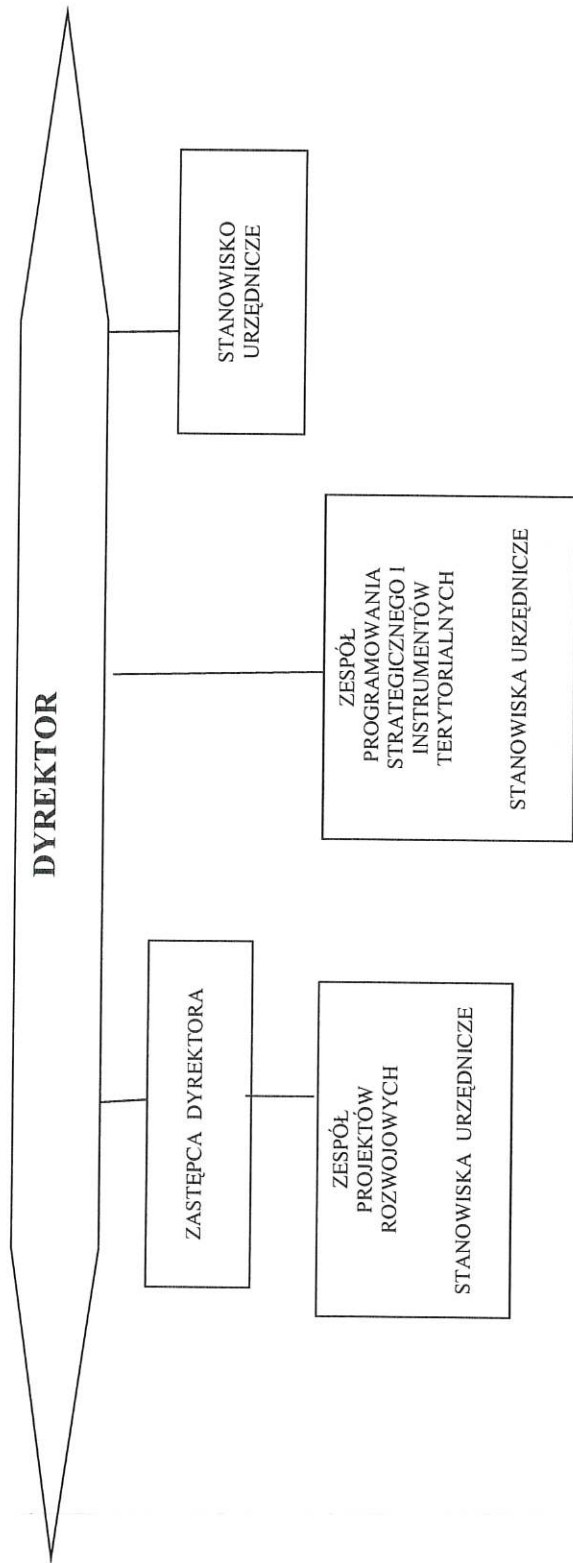 DYREKTOR
ZASTĘPCA DYREKTORA
ZESPÓŁ
PROJEKTÓW
ROZWOJOWYCH
STANOWISKA URZĘDNICZE
ZESPÓŁ
PROGRAMOWANIA
STRATEGICZNEGO I
INSTRUMENTÓW
TERYTORIALNYCH
STANOWISKA URZĘDNICZE
STANOWISKO
URZĘDNICZE